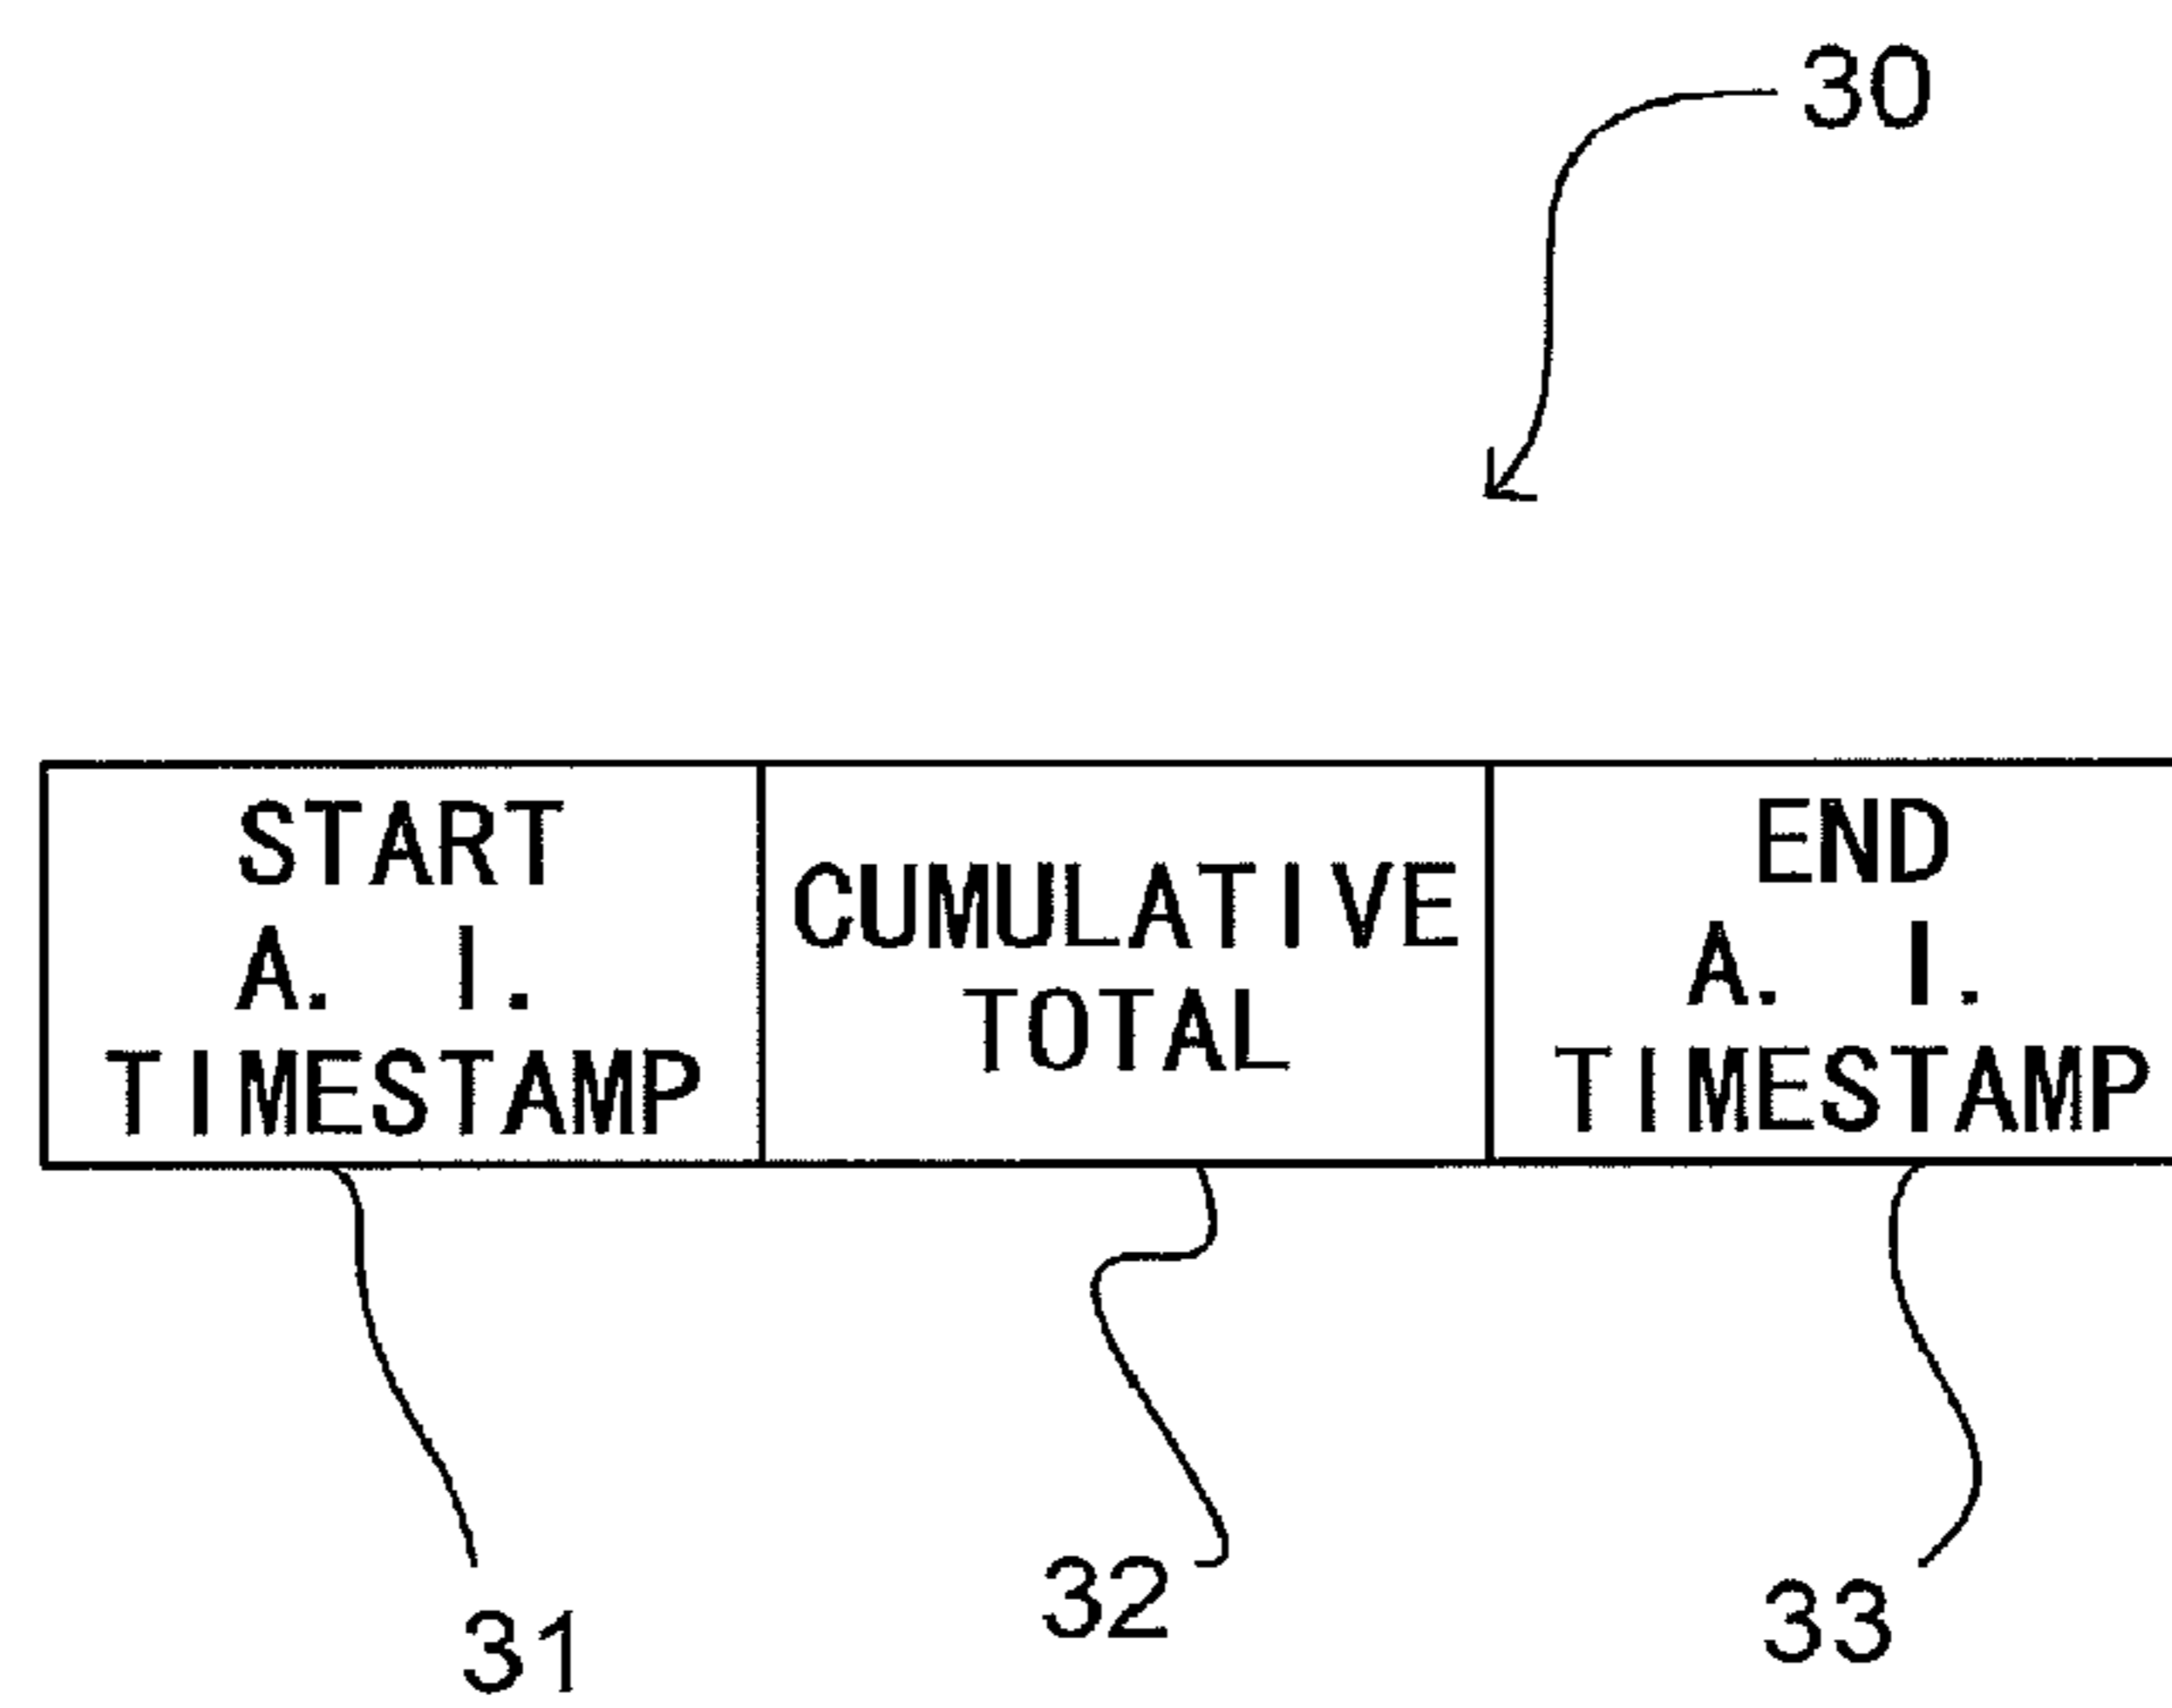 30
START
A. I.
TIMESTAMP
CUMULATIVE
TOTAL
END
A. I.
TIMESTAMP
31
32
33